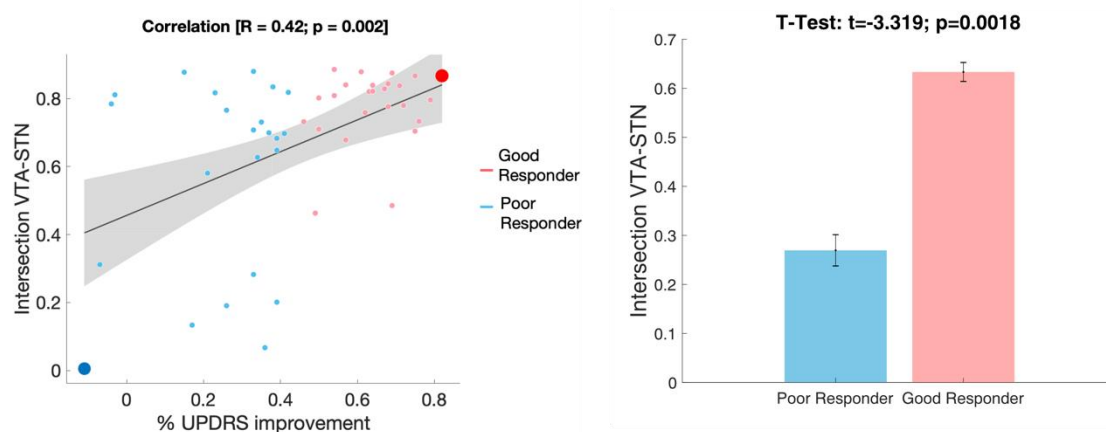 Correlation [R = 0.42; p = 0.002]
Intersection VTA-STN
0.8
0.6
0.4
0.2
0
0
0.2
0.4
0.6
0.8
% UPDRS improvement
Good
Responder
Poor
Responder
T-Test: t=-3.319; p=0.0018
Intersection VTA-STN
0.7
0.6
0.5
0.4
0.3
0.2
0.1
0
Poor Responder
Good Responder